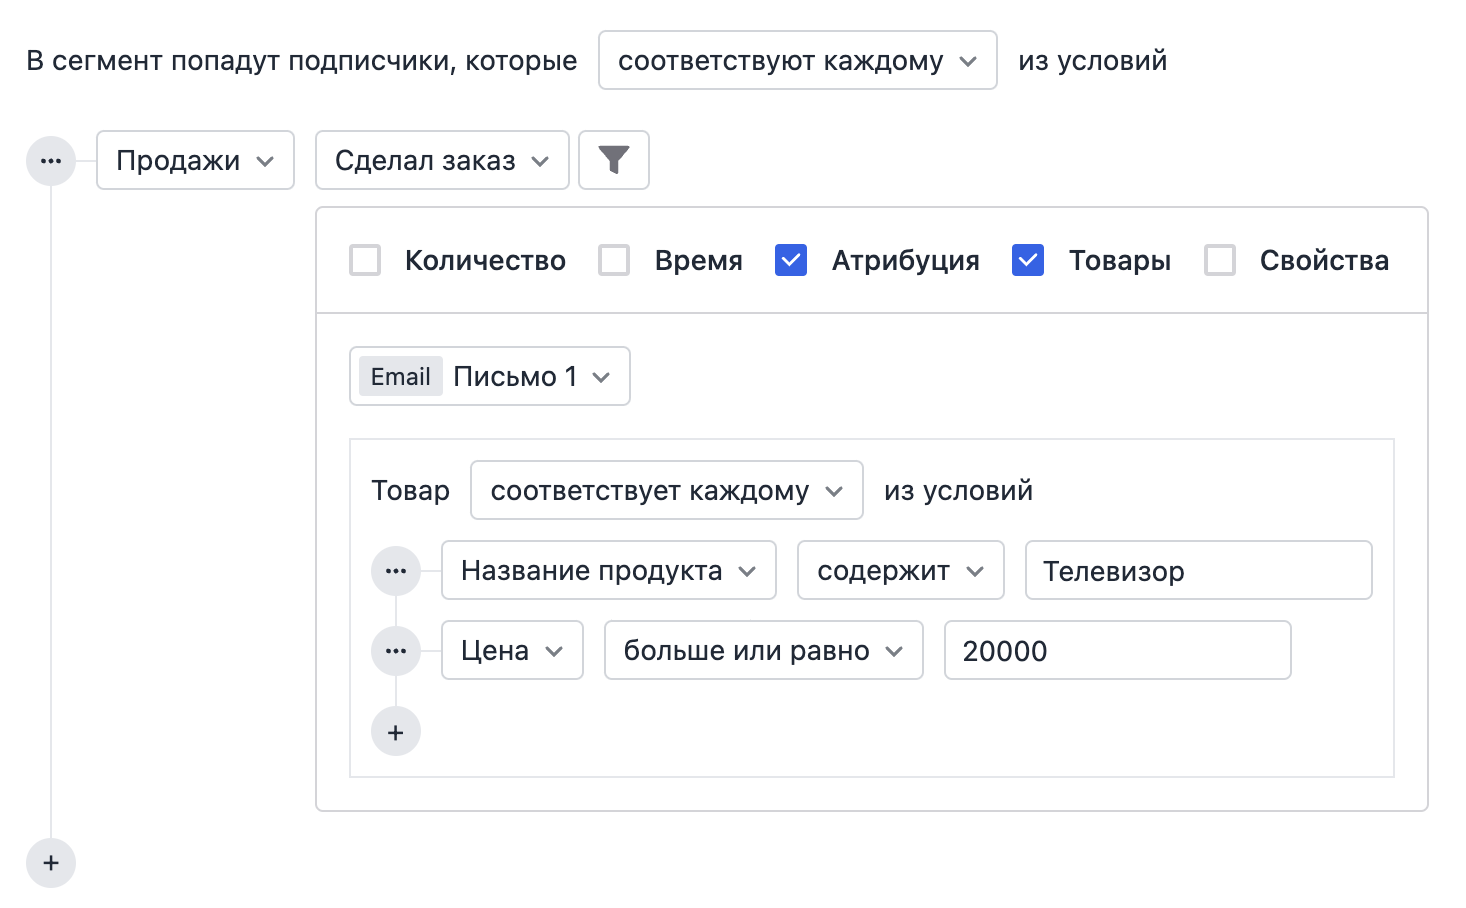 В сегмент попадут подписчики, которые соответствуют каждому из условий
Продажи Сделал заказ
Количество Время Атрибуция Товары Свойства
Email Письмо 1
Товар соответствует каждому из условий
Название продукта содержит Телевизор
Цена больше или равно 20000